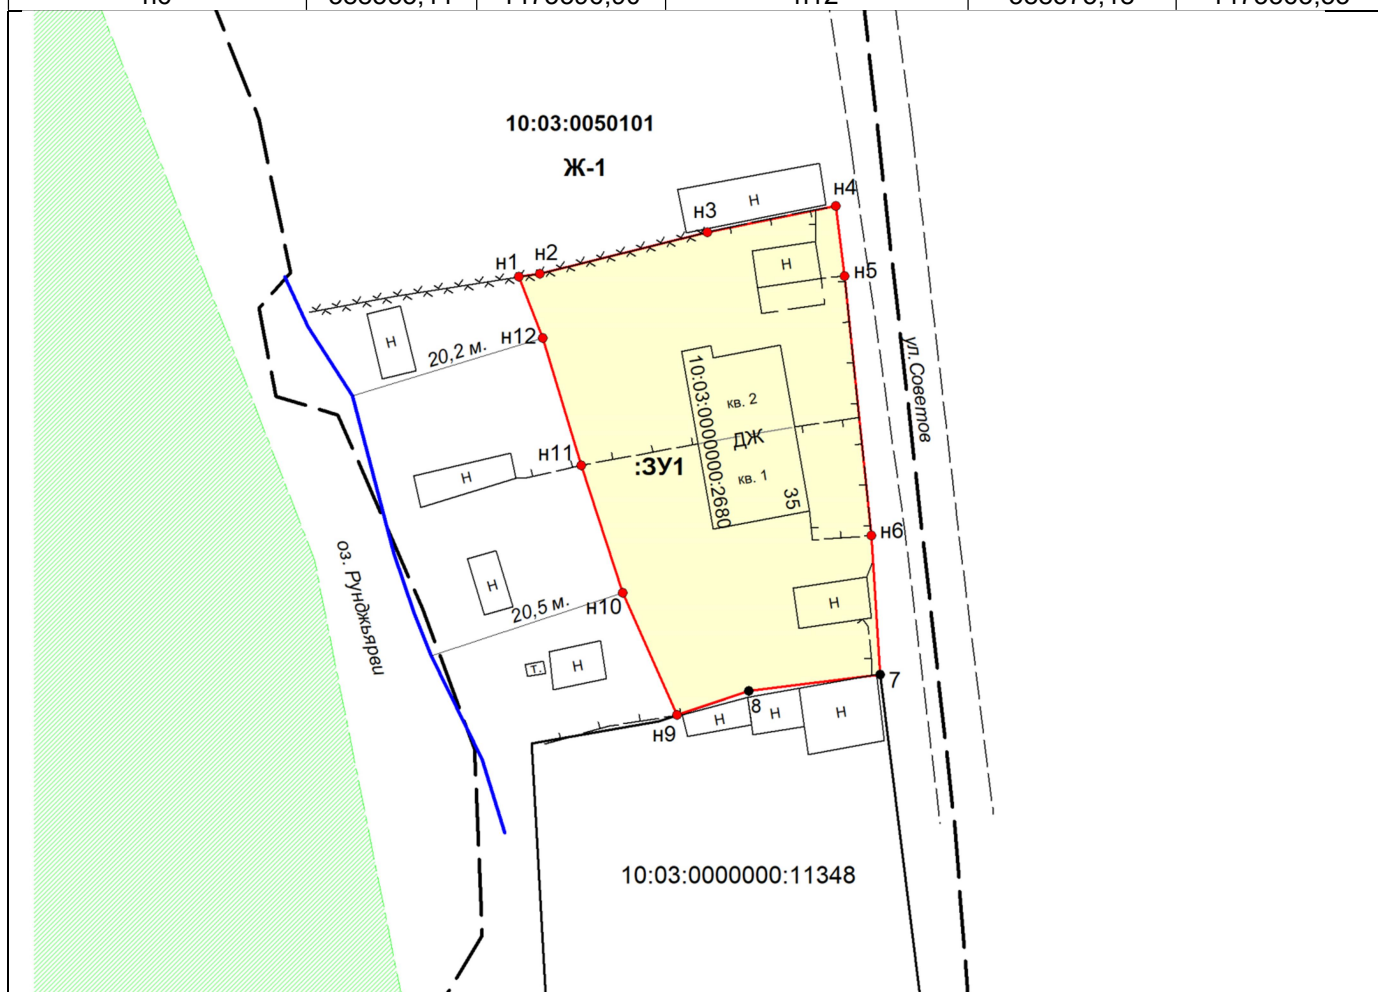 10:03:0050101
Ж-1
Н
н4
н3
н2
н1
Н
н5
н12
Н
20,2 м.
ул.Советов
10:03:0000000:2680
кв. 2
ДЖ
н11
:ЗУ1
кв. 1
35
Н
н6
оз. Рунджъярви
Н
20,5 м.
н10
Н
Т.
Н
7
8
н9
Н
Н
Н
10:03:0000000:11348